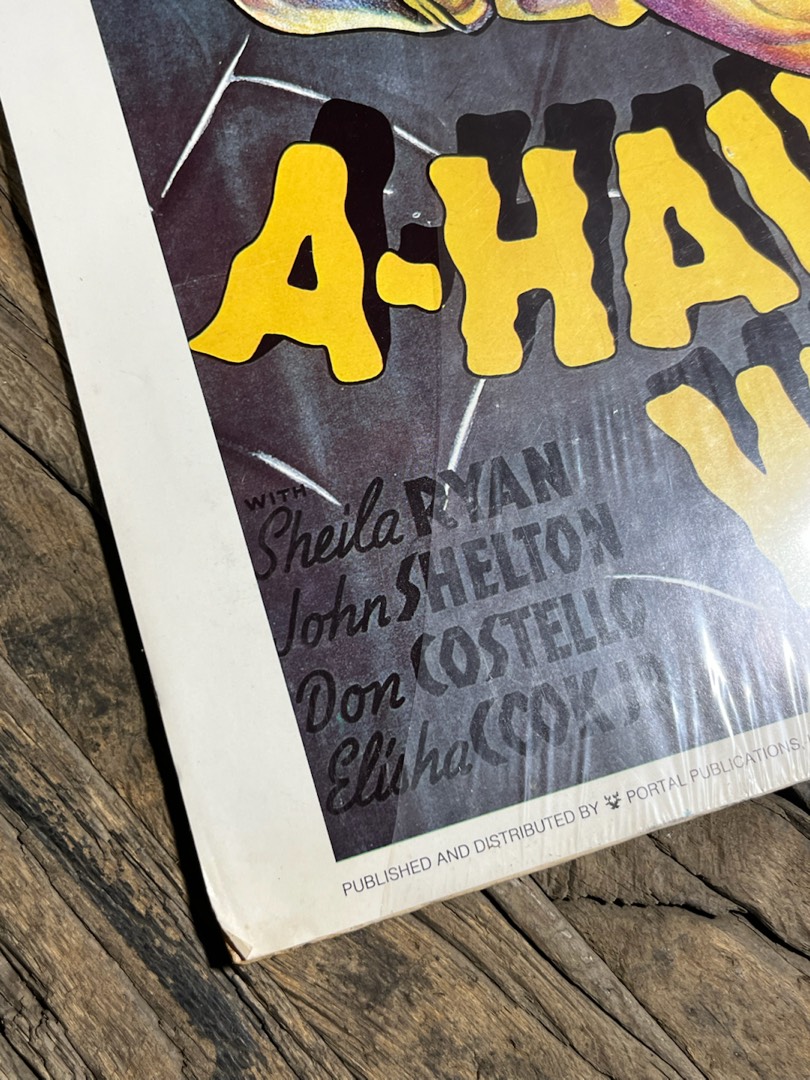 A-HA
WITH
Sheila RYAN
John SHELTON
Don COSTELLO
Elisha COOK JR
PUBLISHED AND DISTRIBUTED BY PORTAL PUBLICATIONS,